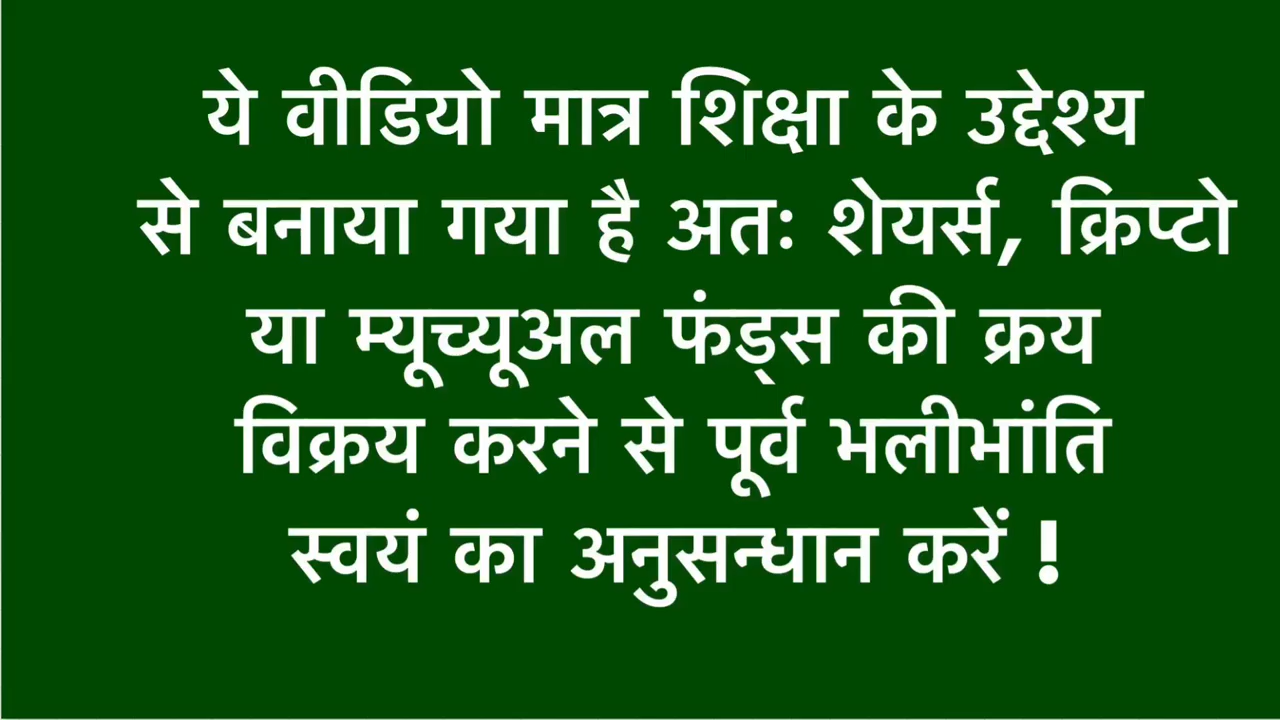 ये वीडियो मात्र शिक्षा के उद्देश्य
से बनाया गया है अतः शेयर्स, क्रिप्टो
या म्यूच्यूअल फंड्स की क्रय
विक्रय करने से पूर्व भलीभांति
स्वयं का अनुसन्धान करें !